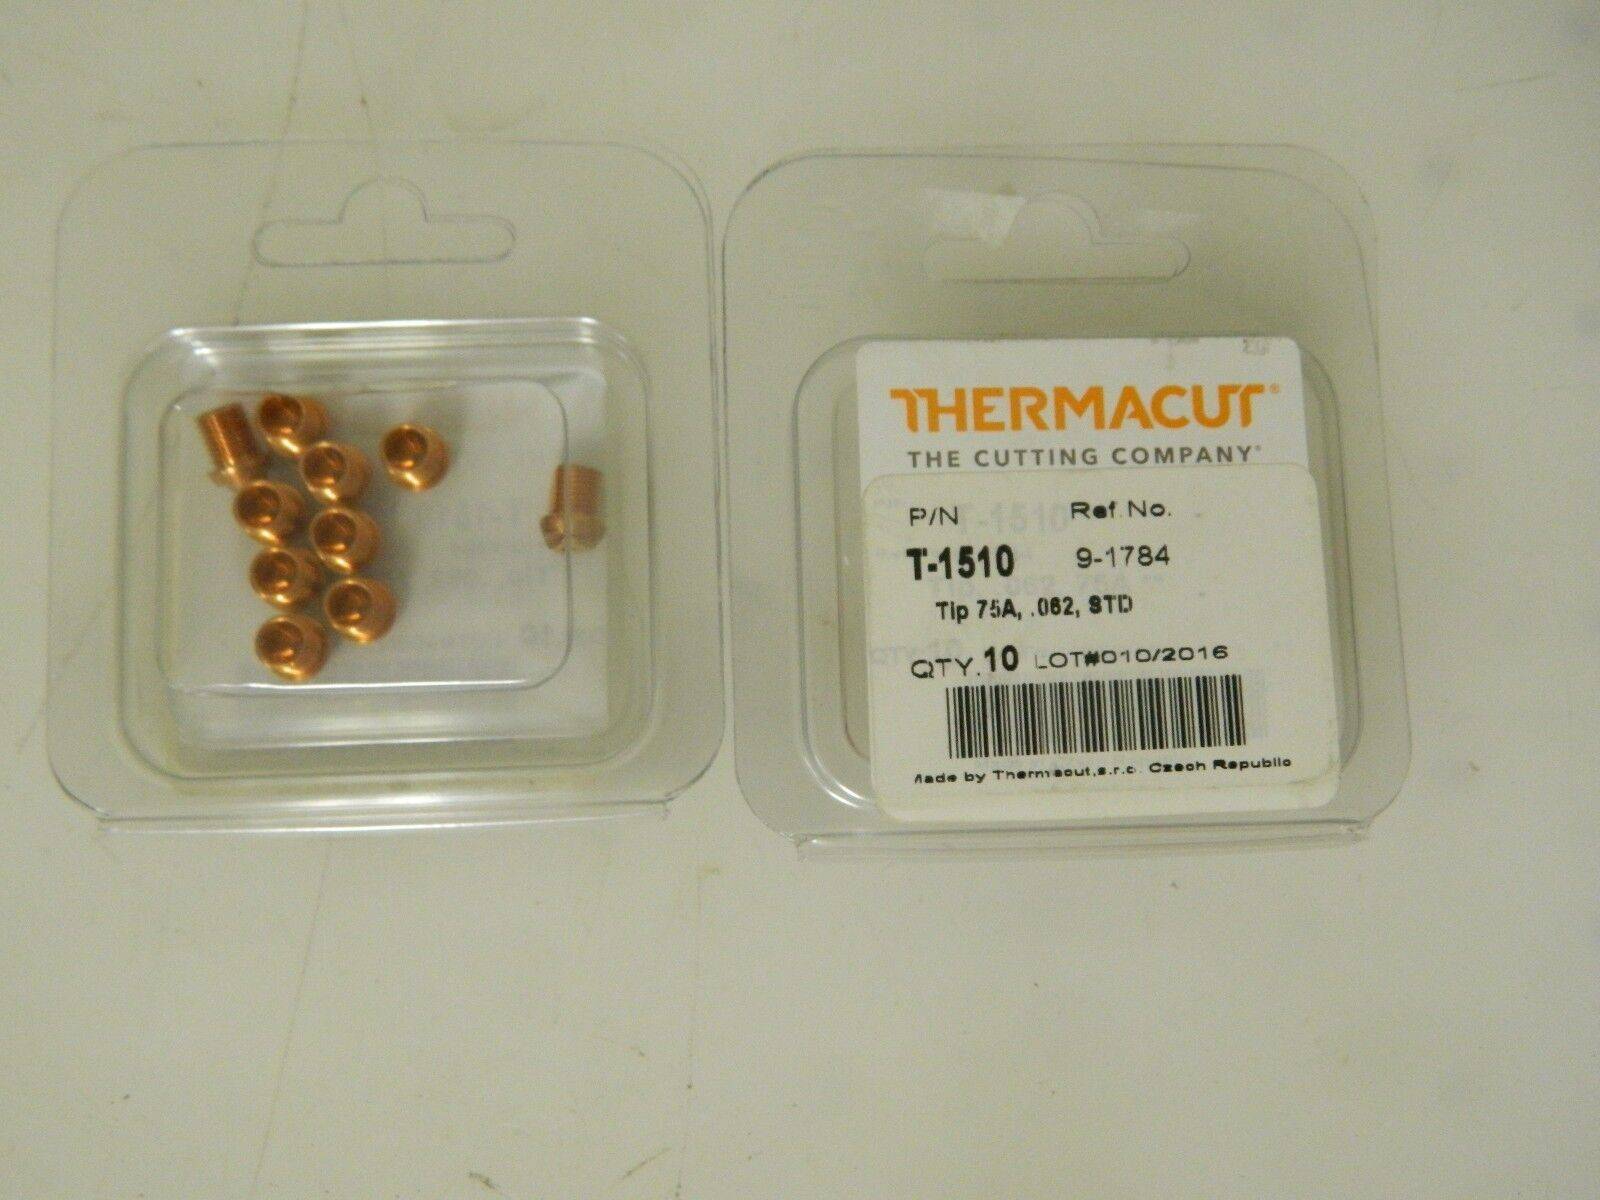 THERMACUT®
THE CUTTING COMPANY®
P/N Ref.No.
T-1510 9-1784
Tip 75A, .062, STD
QTY.10 LOT#010/2016
Made by Thermacut,s.r.o. Czech Republic